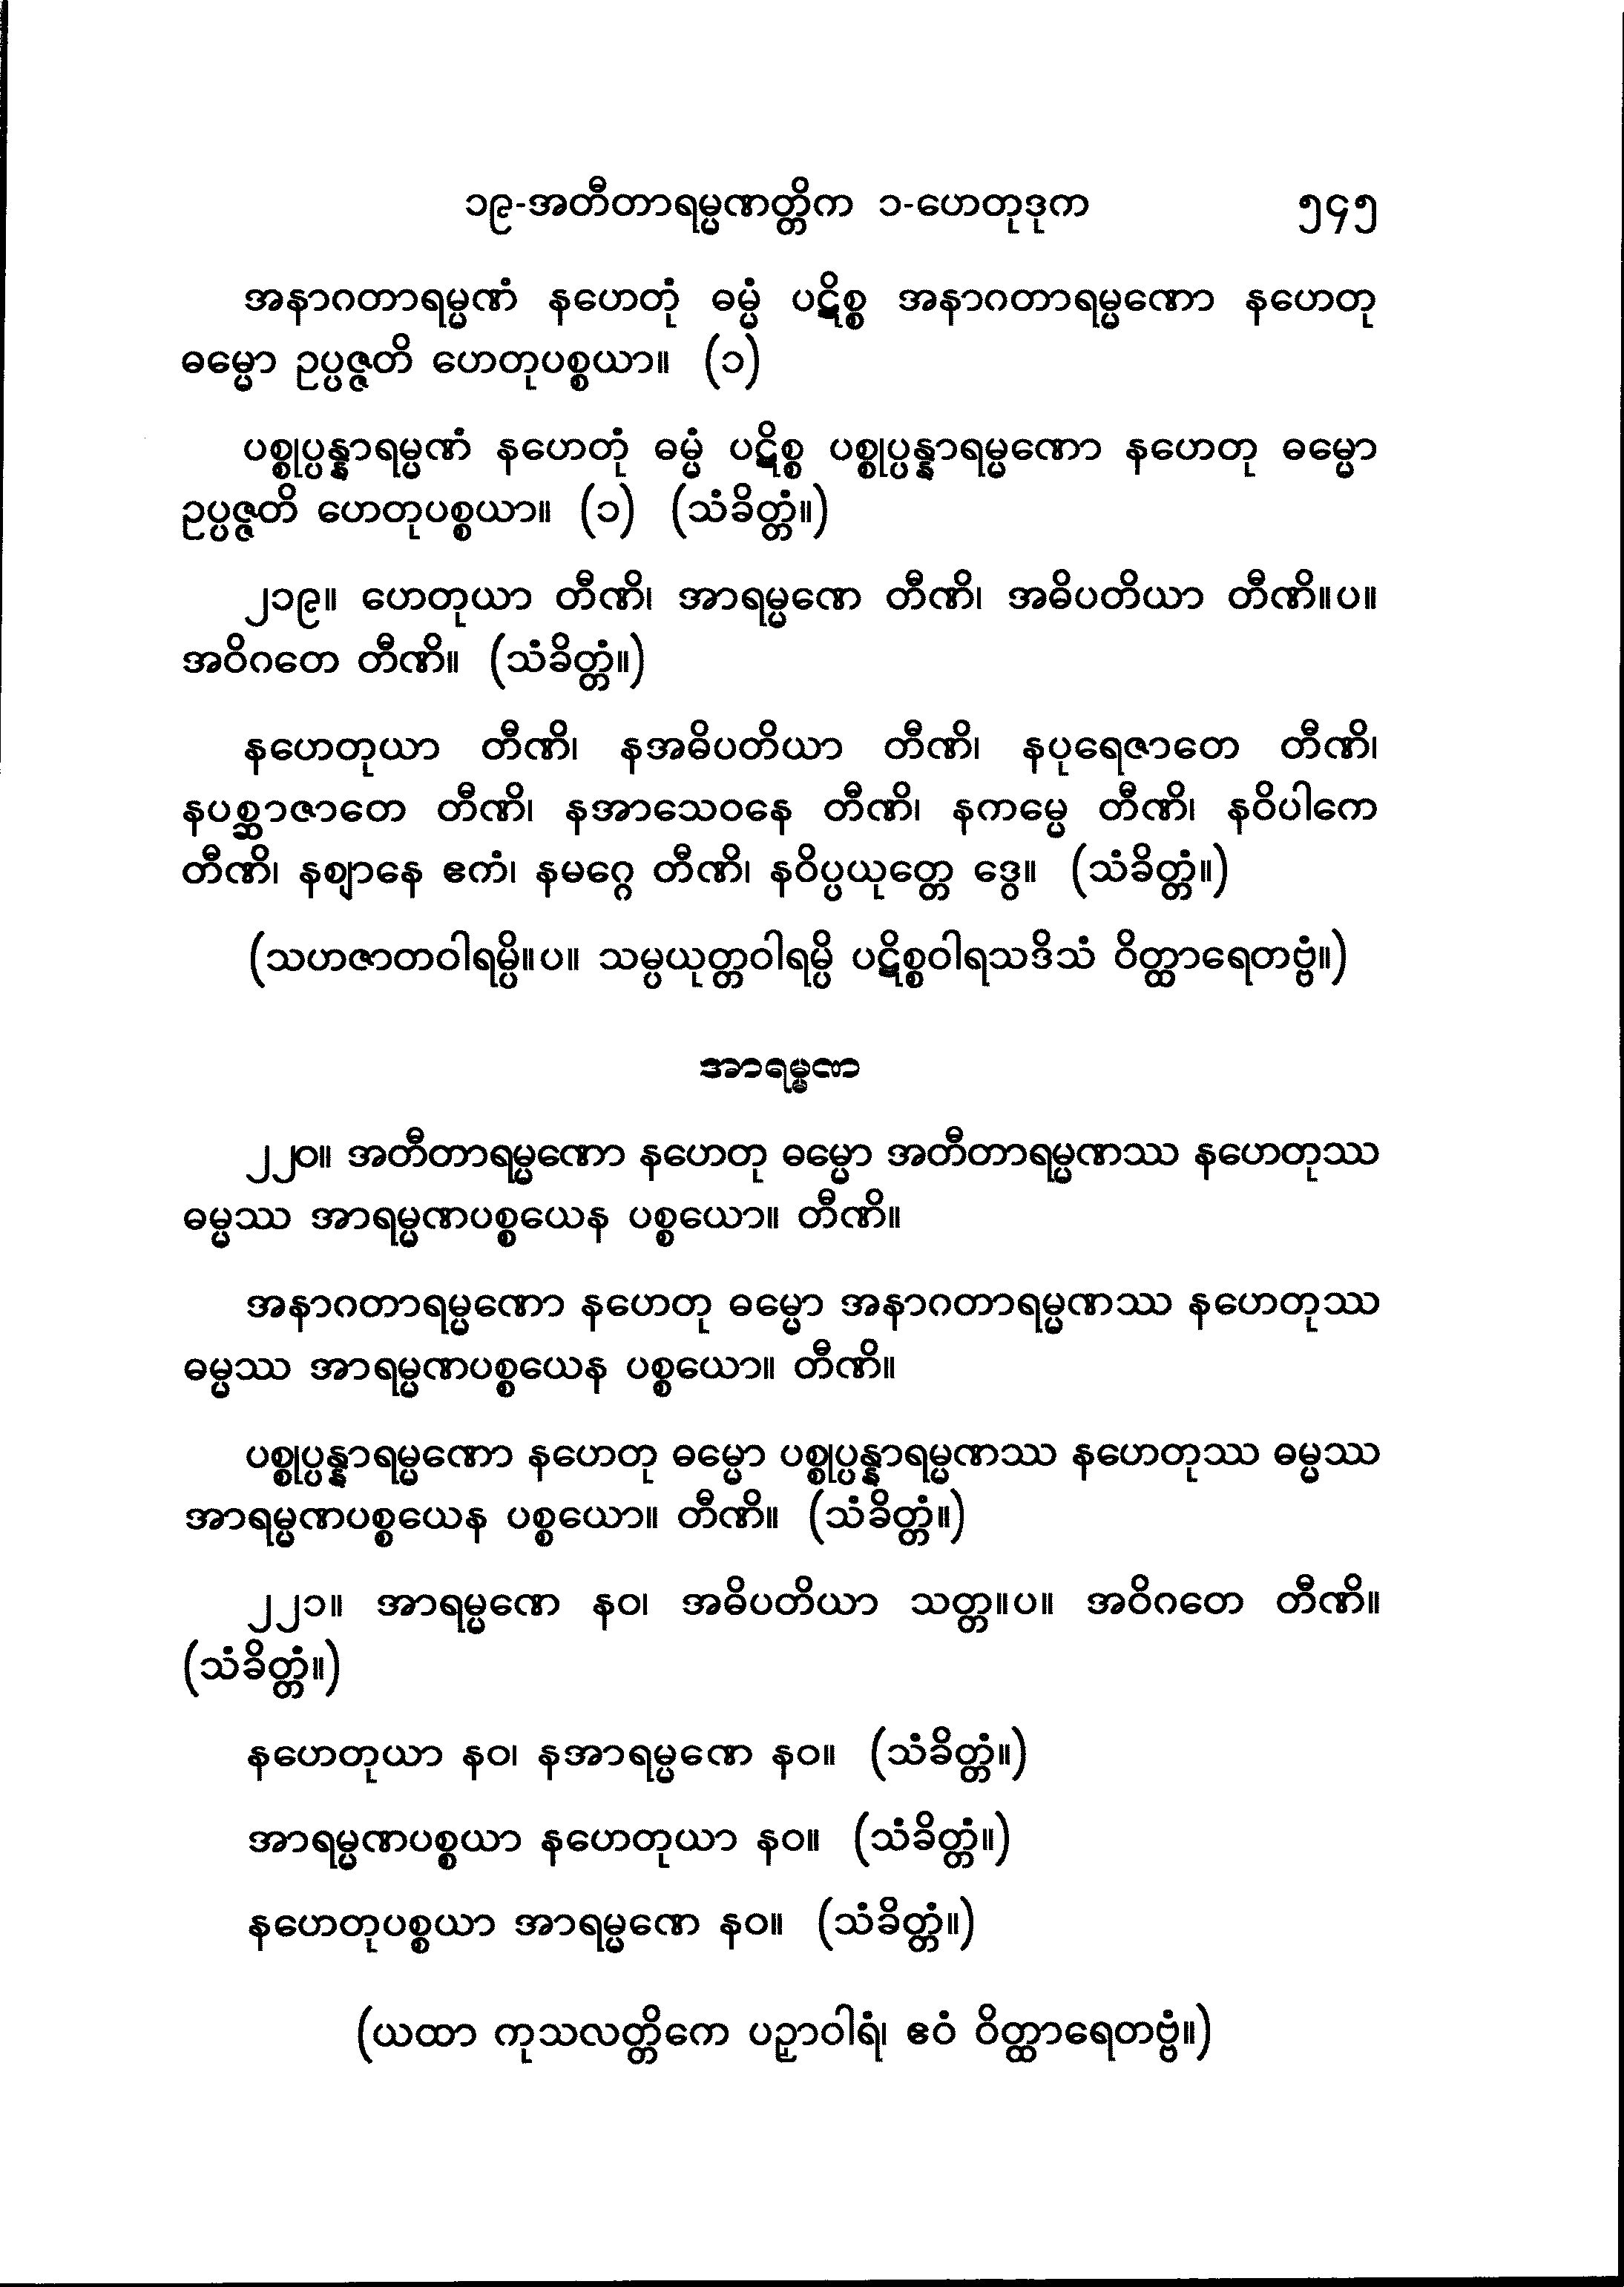 ၁၉-အတီတာရမ္မဏတ္တိက ၁-ဟေတုဒုက ၅၄၅
အနာဂတာရမ္မဏံ နဟေတုံ ဓမ္မံ ပဋိစ္စ အနာဂတာရမ္မဏော နဟေတု
ဓမ္မော ဥပ္ပဇ္ဇတိ ဟေတုပစ္စယာ။ (၁)
ပစ္စုပ္ပန္နာရမ္မဏံ နဟေတုံ ဓမ္မံ ပဋိစ္စ ပစ္စုပ္ပန္နာရမ္မဏော နဟေတု ဓမ္မော
ဥပ္ပဇ္ဇတိ ဟေတုပစ္စယာ။ (၁) (သံခိတ္တံ။)
၂၁၉။ ဟေတုယာ တီဏိ၊ အာရမ္မဏေ တီဏိ၊ အဓိပတိယာ တီဏိ။ပ။
အဝိဂတေ တီဏိ။ (သံခိတ္တံ။)
နဟေတုယာ တီဏိ၊ နအဓိပတိယာ တီဏိ၊ နပုရေဇာတေ တီဏိ၊
နပစ္ဆာဇာတေ တီဏိ၊ နအာသေဝနေ တီဏိ၊ နကမ္မေ တီဏိ၊ နဝိပါကေ
တီဏိ၊ နဈာနေ ဧကံ၊ နမဂ္ဂေ တီဏိ၊ နဝိပ္ပယုတ္တေ ဒွေ။ (သံခိတ္တံ။)
(သဟဇာတဝါရမ္ပိ။ပ။ သမ္ပယုတ္တဝါရမ္ပိ ပဋိစ္စဝါရသဒိသံ ဝိတ္ထာရေတဗ္ဗံ။)
အာရမ္မဏ
၂၂၀။ အတီတာရမ္မဏော နဟေတု ဓမ္မော အတီတာရမ္မဏဿ နဟေတုဿ
ဓမ္မဿ အာရမ္မဏပစ္စယေန ပစ္စယော။ တီဏိ။
အနာဂတာရမ္မဏော နဟေတု ဓမ္မော အနာဂတာရမ္မဏဿ နဟေတုဿ
ဓမ္မဿ အာရမ္မဏပစ္စယေန ပစ္စယော။ တီဏိ။
ပစ္စုပ္ပန္နာရမ္မဏော နဟေတု ဓမ္မော ပစ္စုပ္ပန္နာရမ္မဏဿ နဟေတုဿ ဓမ္မဿ
အာရမ္မဏပစ္စယေန ပစ္စယော။ တီဏိ။ (သံခိတ္တံ။)
၂၂၁။ အာရမ္မဏေ နဝ၊ အဓိပတိယာ သတ္တ။ပ။ အဝိဂတေ တီဏိ။
(သံခိတ္တံ။)
နဟေတုယာ နဝ၊ နအာရမ္မဏေ နဝ။ (သံခိတ္တံ။)
အာရမ္မဏပစ္စယာ နဟေတုယာ နဝ။ (သံခိတ္တံ။)
နဟေတုပစ္စယာ အာရမ္မဏေ နဝ။ (သံခိတ္တံ။)
(ယထာ ကုသလတ္တိကေ ပဉှာဝါရံ၊ ဧဝံ ဝိတ္ထာရေတဗ္ဗံ။)